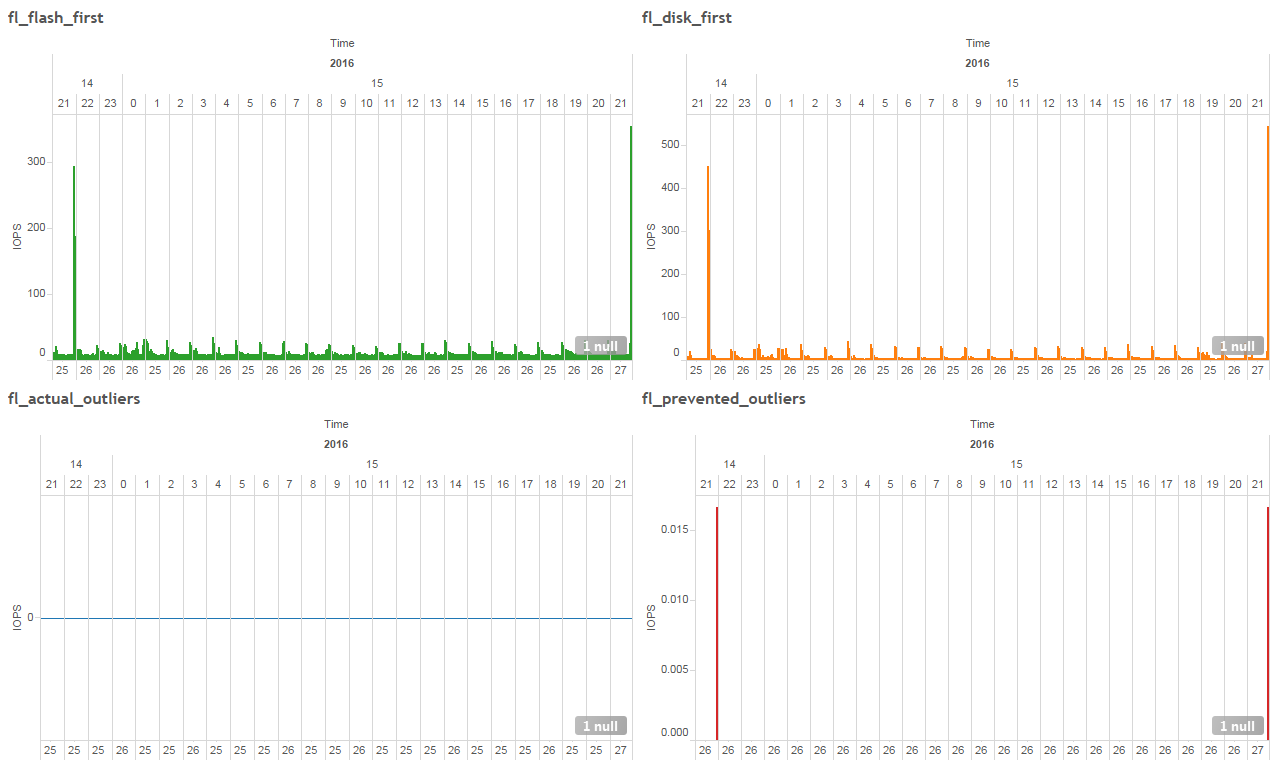 fl_flash_first
Time
2016
14 15
21 22 23 0 1 2 3 4 5 6 7 8 9 10 11 12 13 14 15 16 17 18 19 20 21
IOPS
300
200
100
0
1 null
25 26 26 26 25 26 26 26 25 26 26 26 25 26 26 26 25 26 26 26 25 26 26 26 27
fl_disk_first
Time
2016
14 15
21 22 23 0 1 2 3 4 5 6 7 8 9 10 11 12 13 14 15 16 17 18 19 20 21
IOPS
500
400
300
200
100
0
1 null
25 26 26 25 26 26 26 26 25 26 26 26 25 26 26 26 26 25 26 26 26 26 25 26 27
fl_actual_outliers
Time
2016
14 15
21 22 23 0 1 2 3 4 5 6 7 8 9 10 11 12 13 14 15 16 17 18 19 20 21
IOPS
0
1 null
25 25 25 26 25 25 25 26 25 25 25 26 25 25 26 25 25 25 26 25 25 25 26 25 27
fl_prevented_outliers
Time
2016
14 15
21 22 23 0 1 2 3 4 5 6 7 8 9 10 11 12 13 14 15 16 17 18 19 20 21
IOPS
0.015
0.010
0.005
0.000
1 null
26 26 26 26 26 26 26 26 26 26 26 26 26 26 26 26 26 26 26 26 26 26 26 26 27